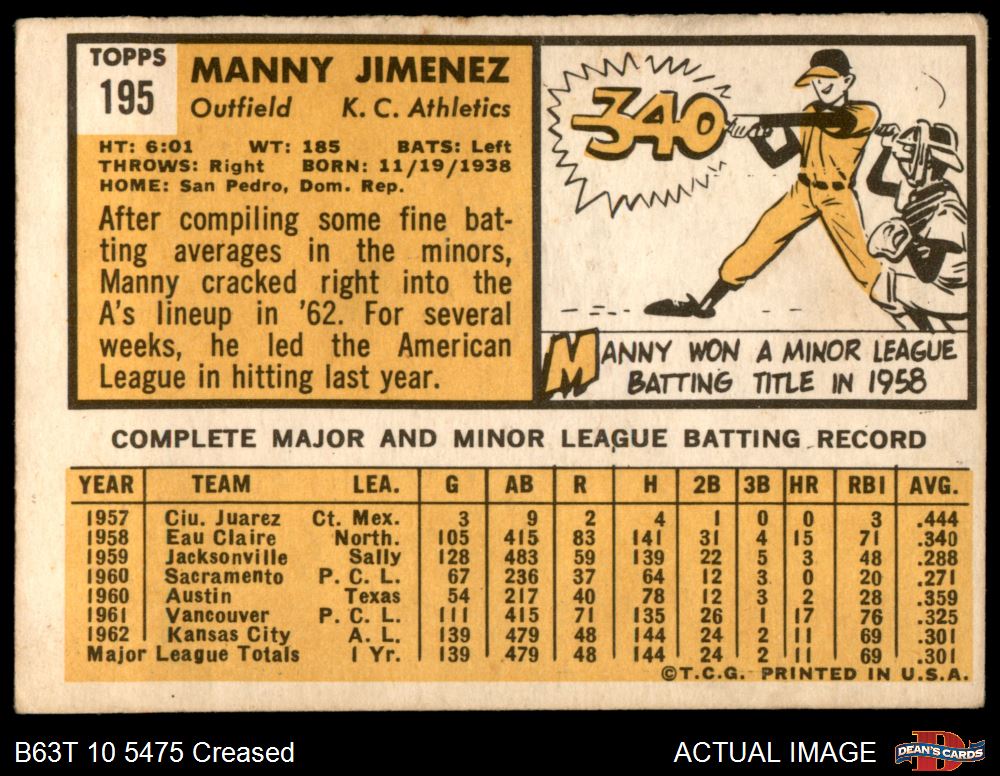 TOPPS
195
MANNY JIMENEZ
Outfield K. C. Athletics
HT: 6:01 WT: 185 BATS: Left
THROWS: Right BORN: 11/19/1938
HOME: San Pedro, Dom. Rep.
After compiling some fine bat-
ting averages in the minors,
Manny cracked right into the
A's lineup in '62. For several
weeks, he led the American
League in hitting last year.
340
MANNY WON A MINOR LEAGUE
BATTING TITLE IN 1958
COMPLETE MAJOR AND MINOR LEAGUE BATTING RECORD
YEAR TEAM LEA. G AB R H 2B 3B HR RBI AVG.
1957 Ciu. Juarez Ct. Mex. 3 9 2 4 1 0 0 3 .444
1958 Eau Claire North. 105 415 83 141 31 4 15 71 .340
1959 Jacksonville Sally 128 483 59 139 22 5 3 48 .288
1960 Sacramento P. C. L. 67 236 37 64 12 3 0 20 .271
1960 Austin Texas 54 217 40 78 12 3 2 28 .359
1961 Vancouver P. C. L. 111 415 71 135 26 1 17 76 .325
1962 Kansas City A. L. 139 479 48 144 24 2 11 69 .301
Major League Totals 1 Yr. 139 479 48 144 24 2 11 69 .301
©T.C.G. PRINTED IN U.S.A.
B63T 10 5475 Creased
ACTUAL IMAGE
D
DEAN'S CARDS